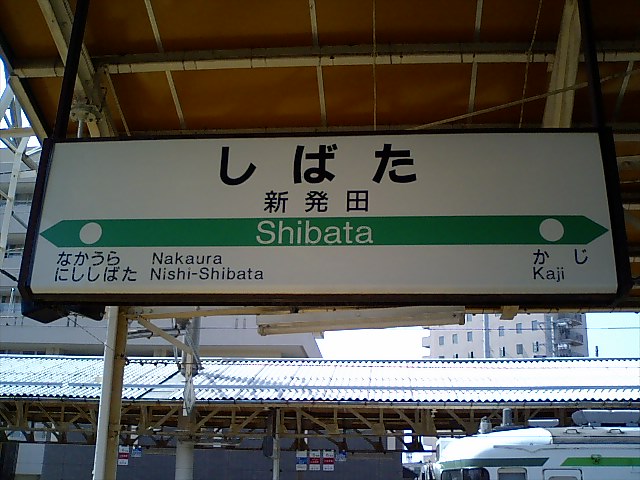 しばた
新発田
Shibata
なかうら Nakaura
にししばた Nishi-Shibata
かじ
Kaji